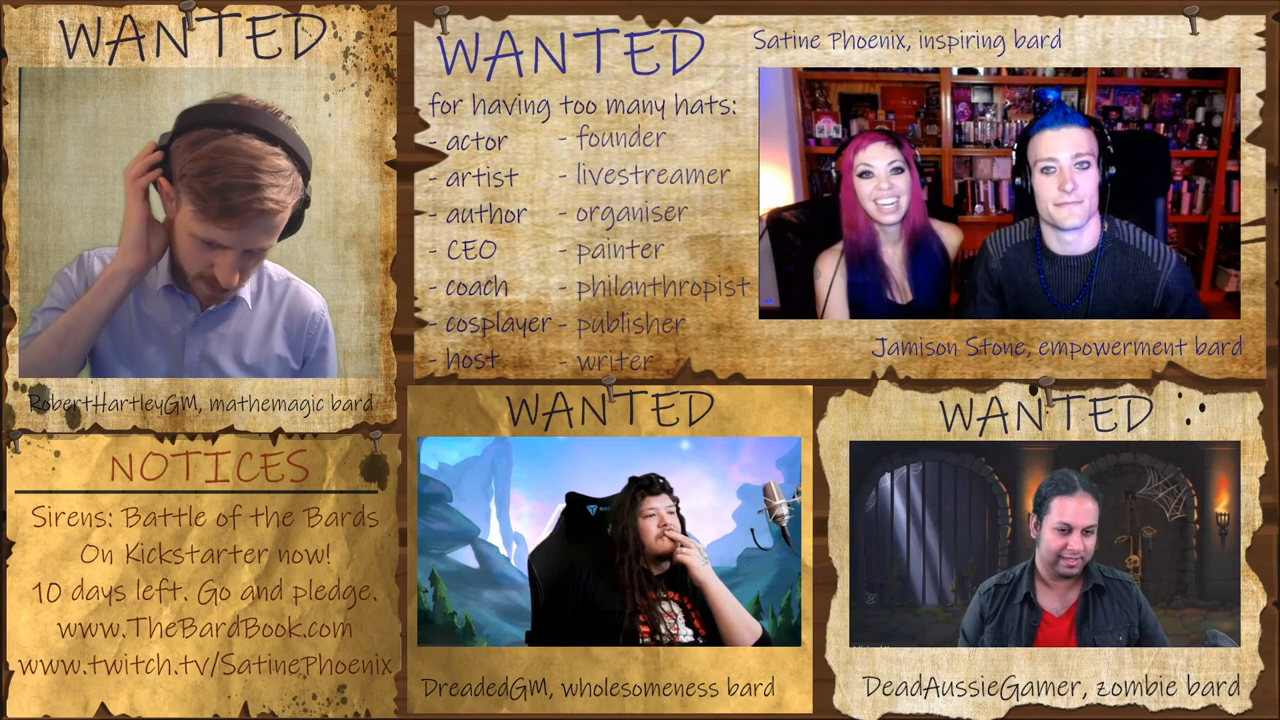 WANTED
RobertHartleyGM, mathemagic bard
NOTICES
Sirens: Battle of the Bards
On Kickstarter now!
10 days left. Go and pledge.
www.TheBardBook.com
www.twitch.tv/SatinePhoenix
WANTED
for having too many hats:
- actor
- artist
- author
- CEO
- coach
- cosplayer
- host
- founder
- livestreamer
- organiser
- painter
- philanthropist
- publisher
- writer
Satine Phoenix, inspiring bard
Jamison Stone, empowerment bard
WANTED
DreadedGM, wholesomeness bard
WANTED
DeadAussieGamer, zombie bard